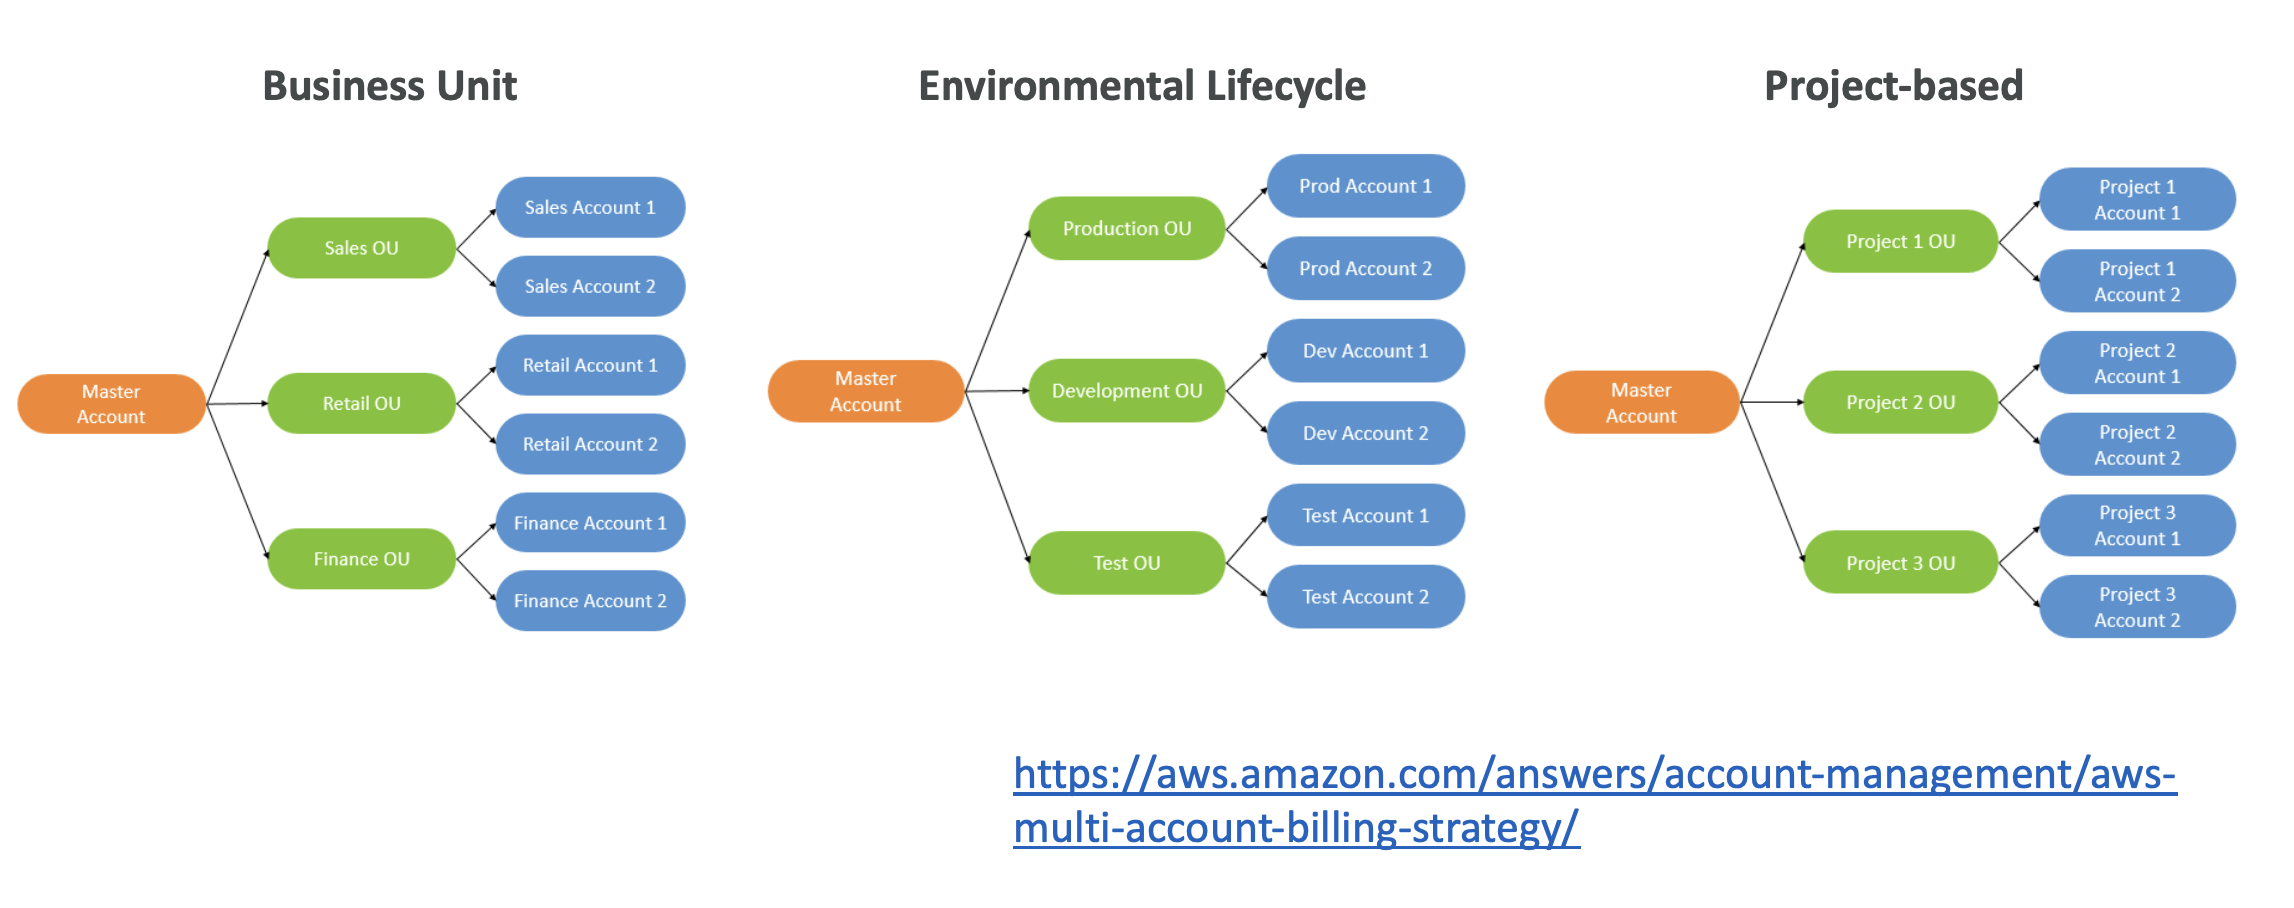 Business Unit
Master
Account
Sales OU
Sales Account 1
Sales Account 2
Retail OU
Retail Account 1
Retail Account 2
Finance OU
Finance Account 1
Finance Account 2
Environmental Lifecycle
Master
Account
Production OU
Prod Account 1
Prod Account 2
Development OU
Dev Account 1
Dev Account 2
Test OU
Test Account 1
Test Account 2
Project-based
Master
Account
Project 1 OU
Project 1
Account 1
Project 1
Account 2
Project 2 OU
Project 2
Account 1
Project 2
Account 2
Project 3 OU
Project 3
Account 1
Project 3
Account 2
https://aws.amazon.com/answers/account-management/aws-
multi-account-billing-strategy/